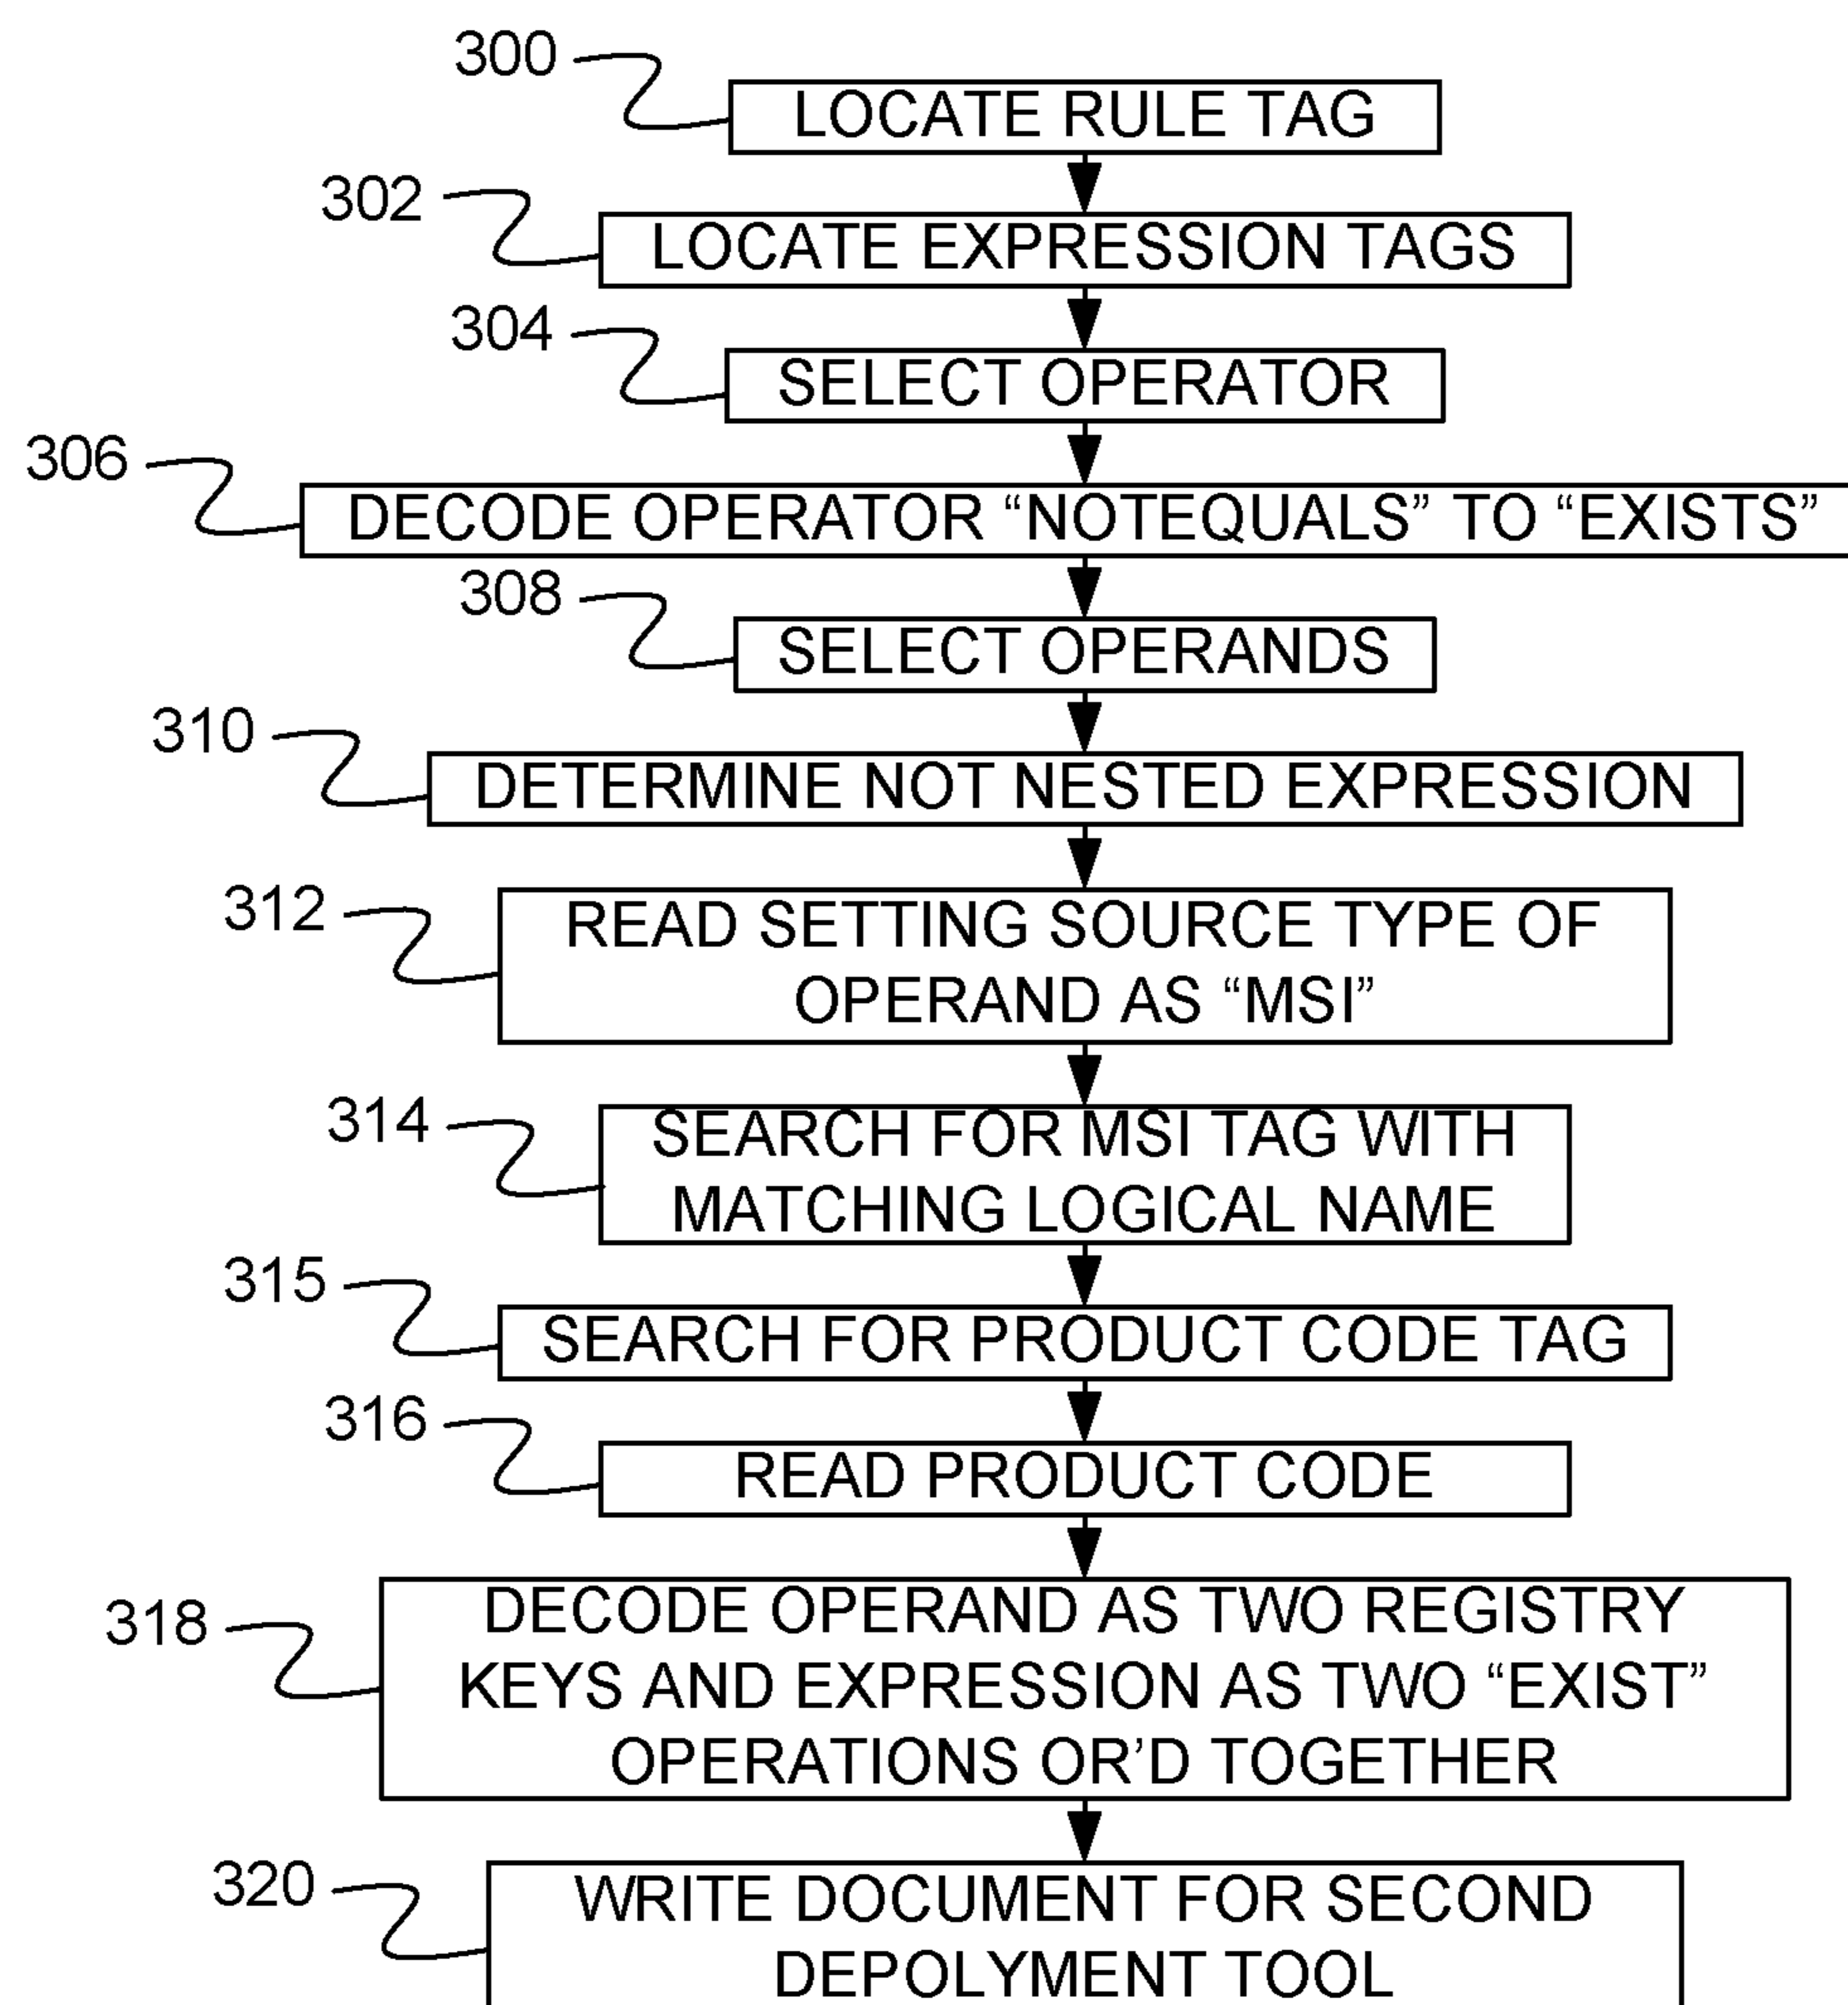 300
LOCATE RULE TAG
302
LOCATE EXPRESSION TAGS
304
SELECT OPERATOR
306
DECODE OPERATOR “NOTEQUALS” TO “EXISTS”
308
SELECT OPERANDS
310
DETERMINE NOT NESTED EXPRESSION
312
READ SETTING SOURCE TYPE OF
OPERAND AS “MSI”
314
SEARCH FOR MSI TAG WITH
MATCHING LOGICAL NAME
315
SEARCH FOR PRODUCT CODE TAG
316
READ PRODUCT CODE
318
DECODE OPERAND AS TWO REGISTRY
KEYS AND EXPRESSION AS TWO “EXIST”
OPERATIONS OR’D TOGETHER
320
WRITE DOCUMENT FOR SECOND
DEPOLYMENT TOOL